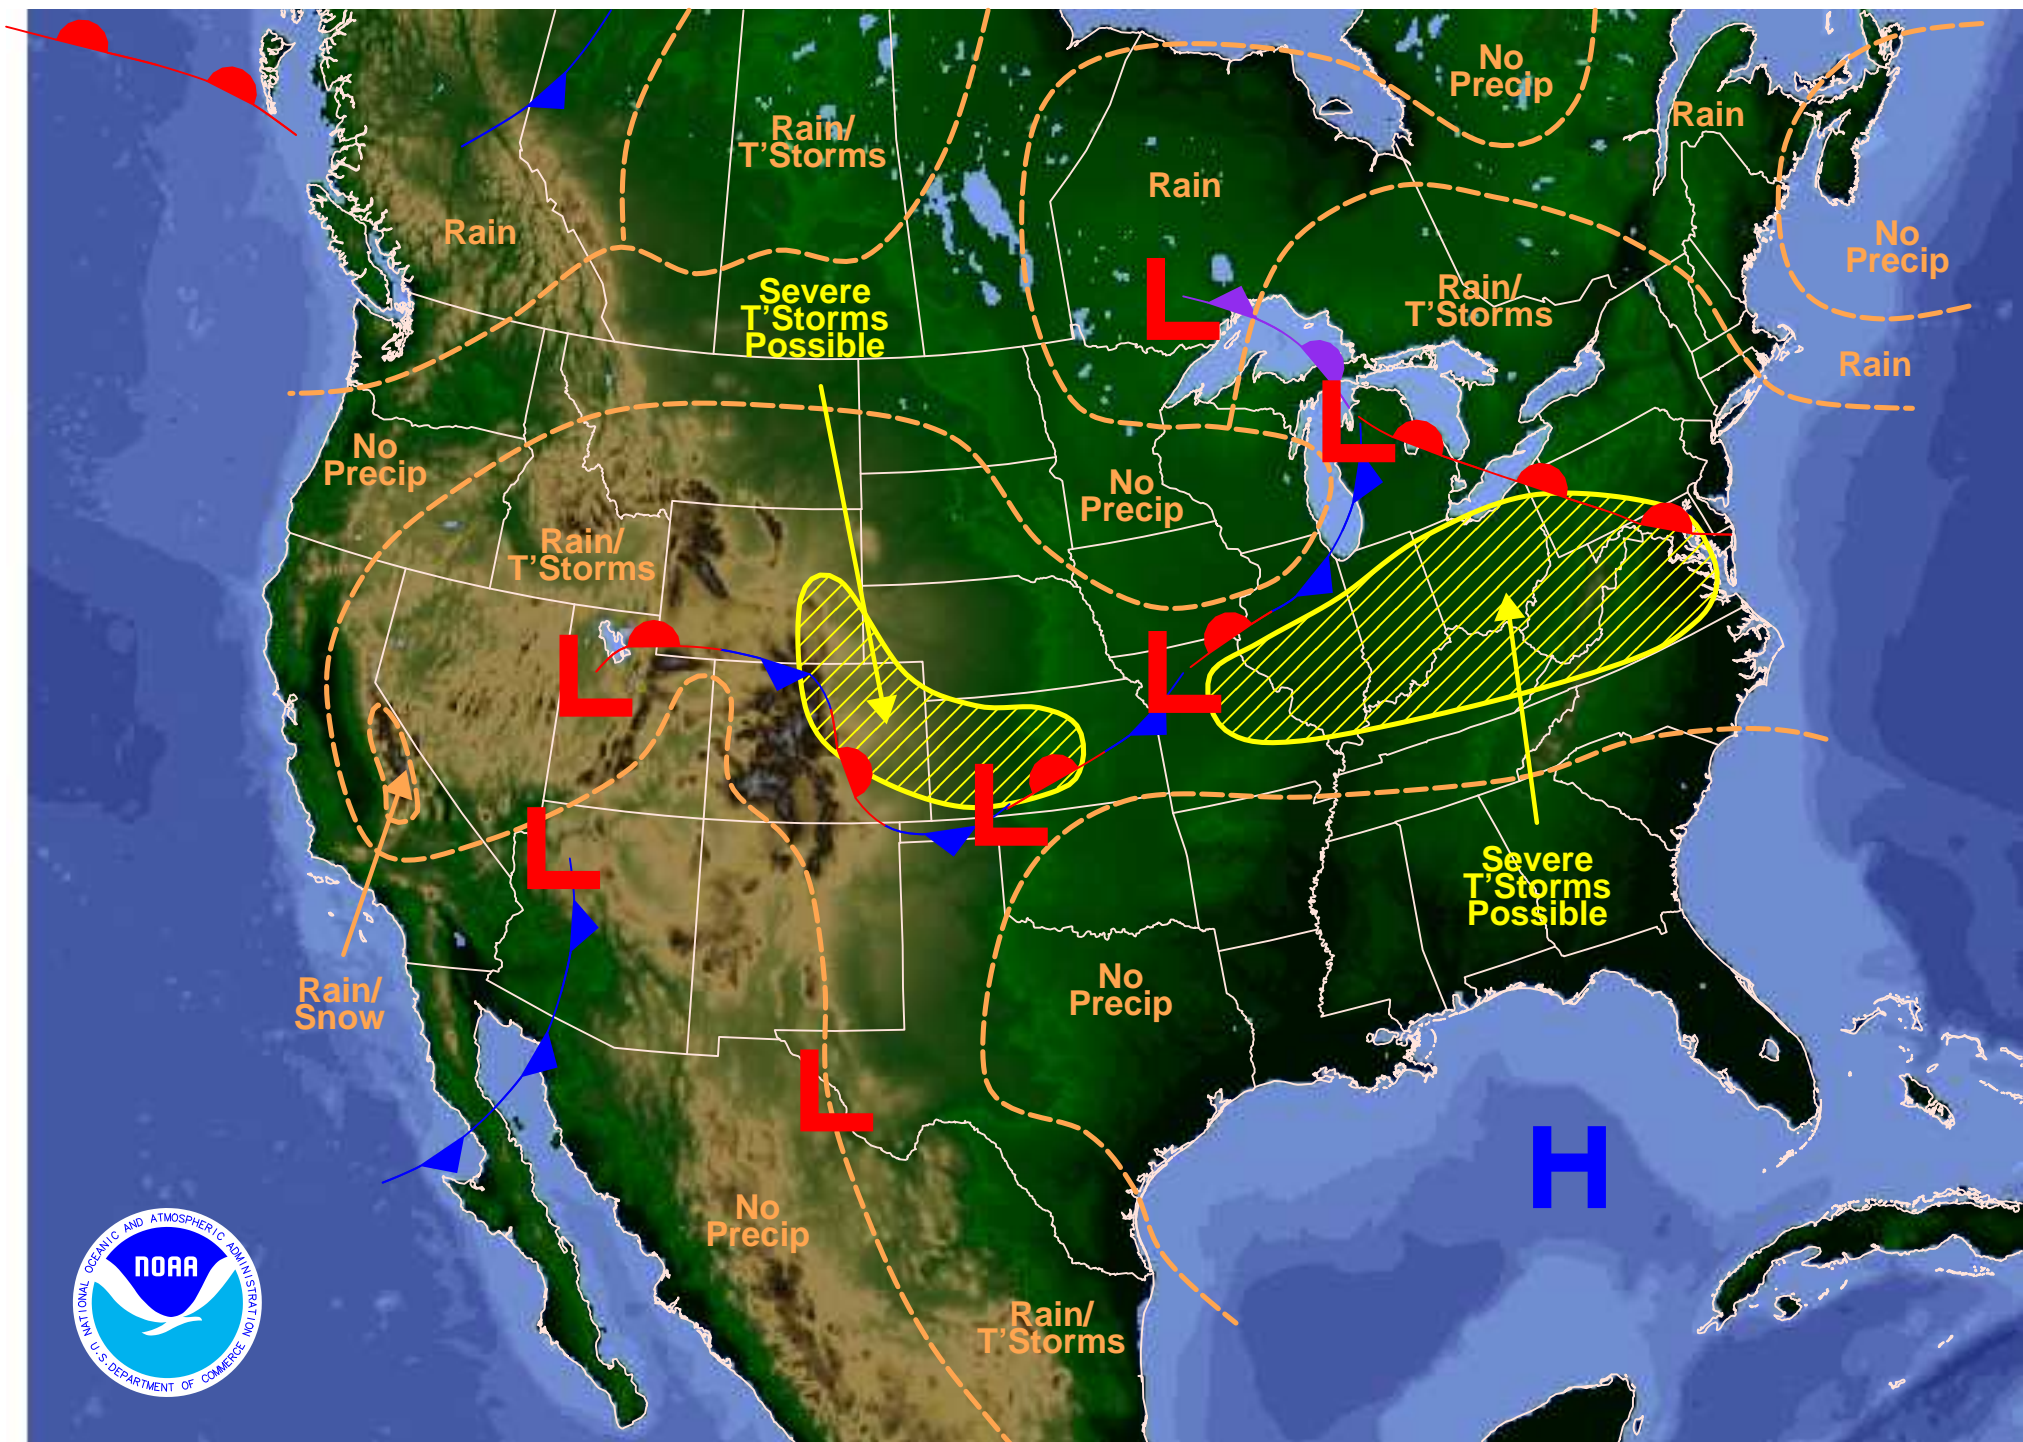 No
Precip
Rain/
T'Storms
Rain
Rain
Rain
No
Precip
Severe
T'Storms
Possible
Rain/
T'Storms
Rain
No
Precip
No
Precip
Rain/
T'Storms
L
L
L
L
L
L
L
Rain/
Snow
No
Precip
Severe
T'Storms
Possible
H
No
Precip
Rain/
T'Storms
NATIONAL OCEANIC AND ATMOSPHERIC ADMINISTRATION
NOAA
U.S. DEPARTMENT OF COMMERCE